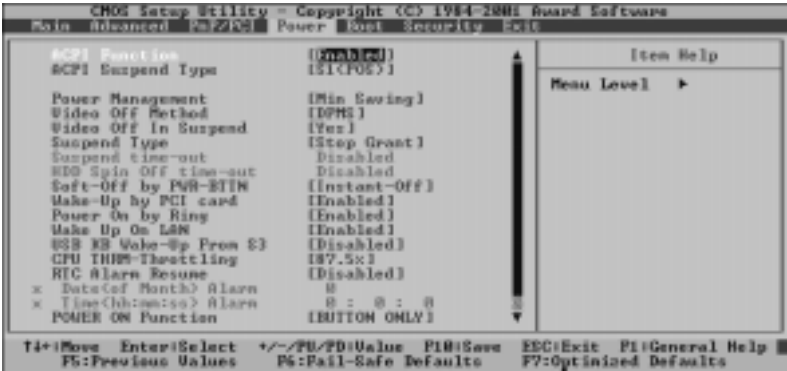 CMOS Setup Utility - Copyright (C) 1984-2001 Award Software
Main Advanced PnP/PCI Power Boot Security Exit
ACPI Function [Enabled]
ACPI Suspend Type [S1(POS)]
Power Management [Min Saving]
Video Off Method [DPMS]
Video Off In Suspend [Yes]
Suspend Type [Stop Grant]
Suspend time-out Disabled
HDD Spin Off time-out Disabled
Soft-Off by PWR-BTTN [Instant-Off]
Wake-Up by PCI card [Enabled]
Power On by Ring [Enabled]
Wake Up On LAN [Enabled]
USB KB Wake-Up From S3 [Disabled]
CPU THRM-Throttling [87.5%]
RTC Alarm Resume [Disabled]
x Date(of Month) Alarm 0
x Time(hh:mm:ss) Alarm 0 : 0 : 0
POWER ON Function [BUTTON ONLY]
Item Help
Menu Level ►
↑↓←→:Move Enter:Select +/-/PU/PD:Value F10:Save ESC:Exit F1:General Help
F5:Previous Values F6:Fail-Safe Defaults F7:Optimized Defaults